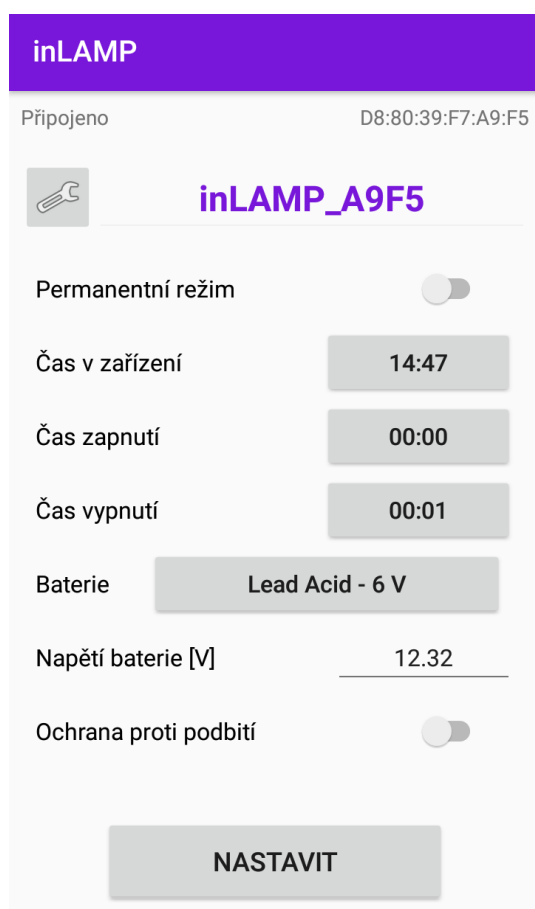 inLAMP
Připojeno D8:80:39:F7:A9:F5
inLAMP_A9F5
Permanentní režim
Čas v zařízení 14:47
Čas zapnutí 00:00
Čas vypnutí 00:01
Baterie Lead Acid - 6 V
Napětí baterie [V] 12.32
Ochrana proti podbití
NASTAVIT